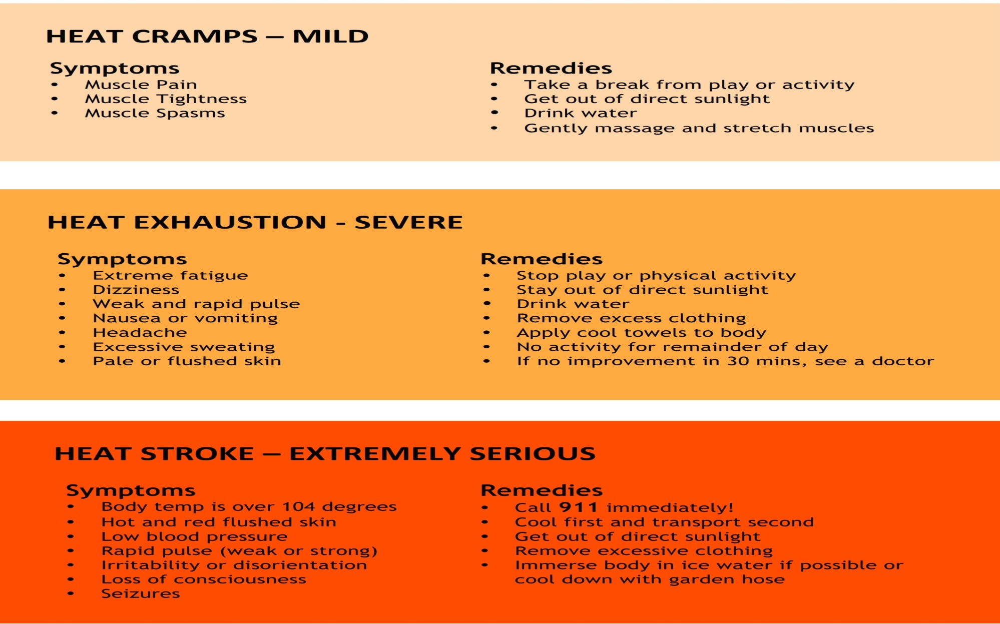 HEAT CRAMPS – MILD
Symptoms
• Muscle Pain
• Muscle Tightness
• Muscle Spasms
Remedies
• Take a break from play or activity
• Get out of direct sunlight
• Drink water
• Gently massage and stretch muscles
HEAT EXHAUSTION - SEVERE
Symptoms
• Extreme fatigue
• Dizziness
• Weak and rapid pulse
• Nausea or vomiting
• Headache
• Excessive sweating
• Pale or flushed skin
Remedies
• Stop play or physical activity
• Stay out of direct sunlight
• Drink water
• Remove excess clothing
• Apply cool towels to body
• No activity for remainder of day
• If no improvement in 30 mins, see a doctor
HEAT STROKE – EXTREMELY SERIOUS
Symptoms
• Body temp is over 104 degrees
• Hot and red flushed skin
• Low blood pressure
• Rapid pulse (weak or strong)
• Irritability or disorientation
• Loss of consciousness
• Seizures
Remedies
• Call 911 immediately!
• Cool first and transport second
• Get out of direct sunlight
• Remove excessive clothing
• Immerse body in ice water if possible or
cool down with garden hose